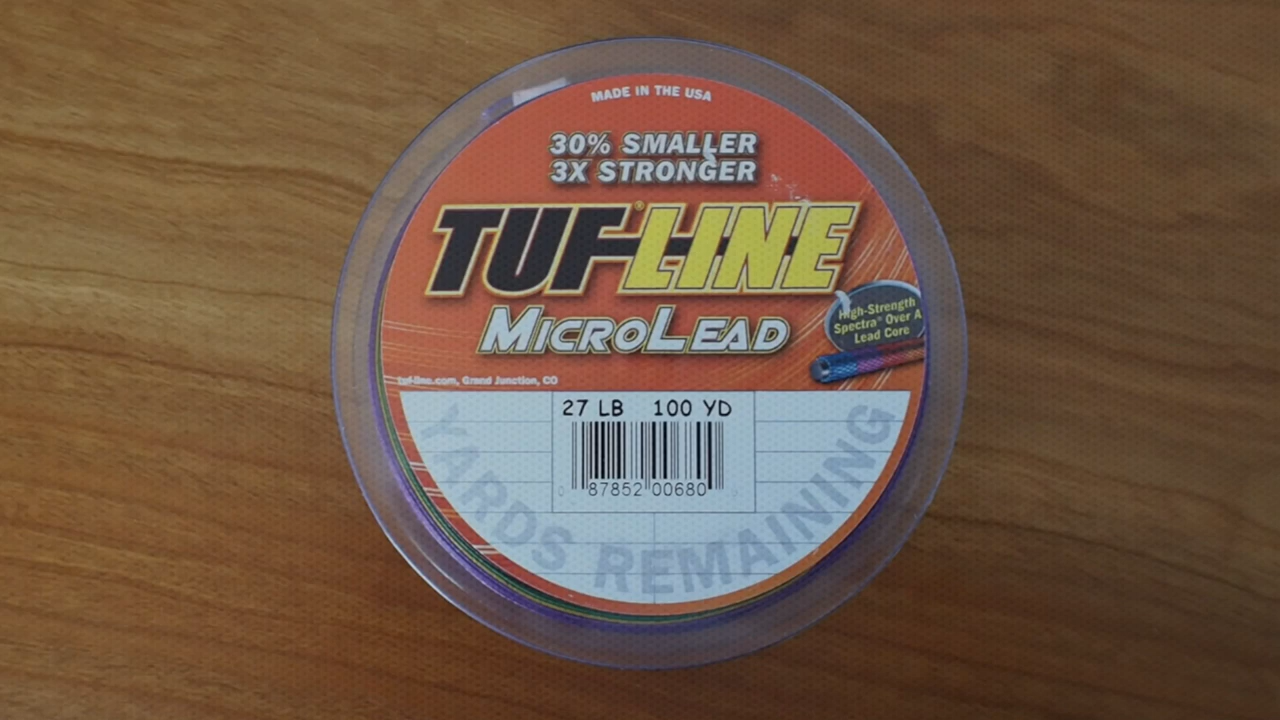 MADE IN THE USA
30% SMALLER
3X STRONGER
TUF-LINE®
MICROLEAD
High-Strength
Spectra® Over A
Lead Core
tuf-line.com, Grand Junction, CO
27 LB 100 YD
0 87852 00680
YARDS REMAINING